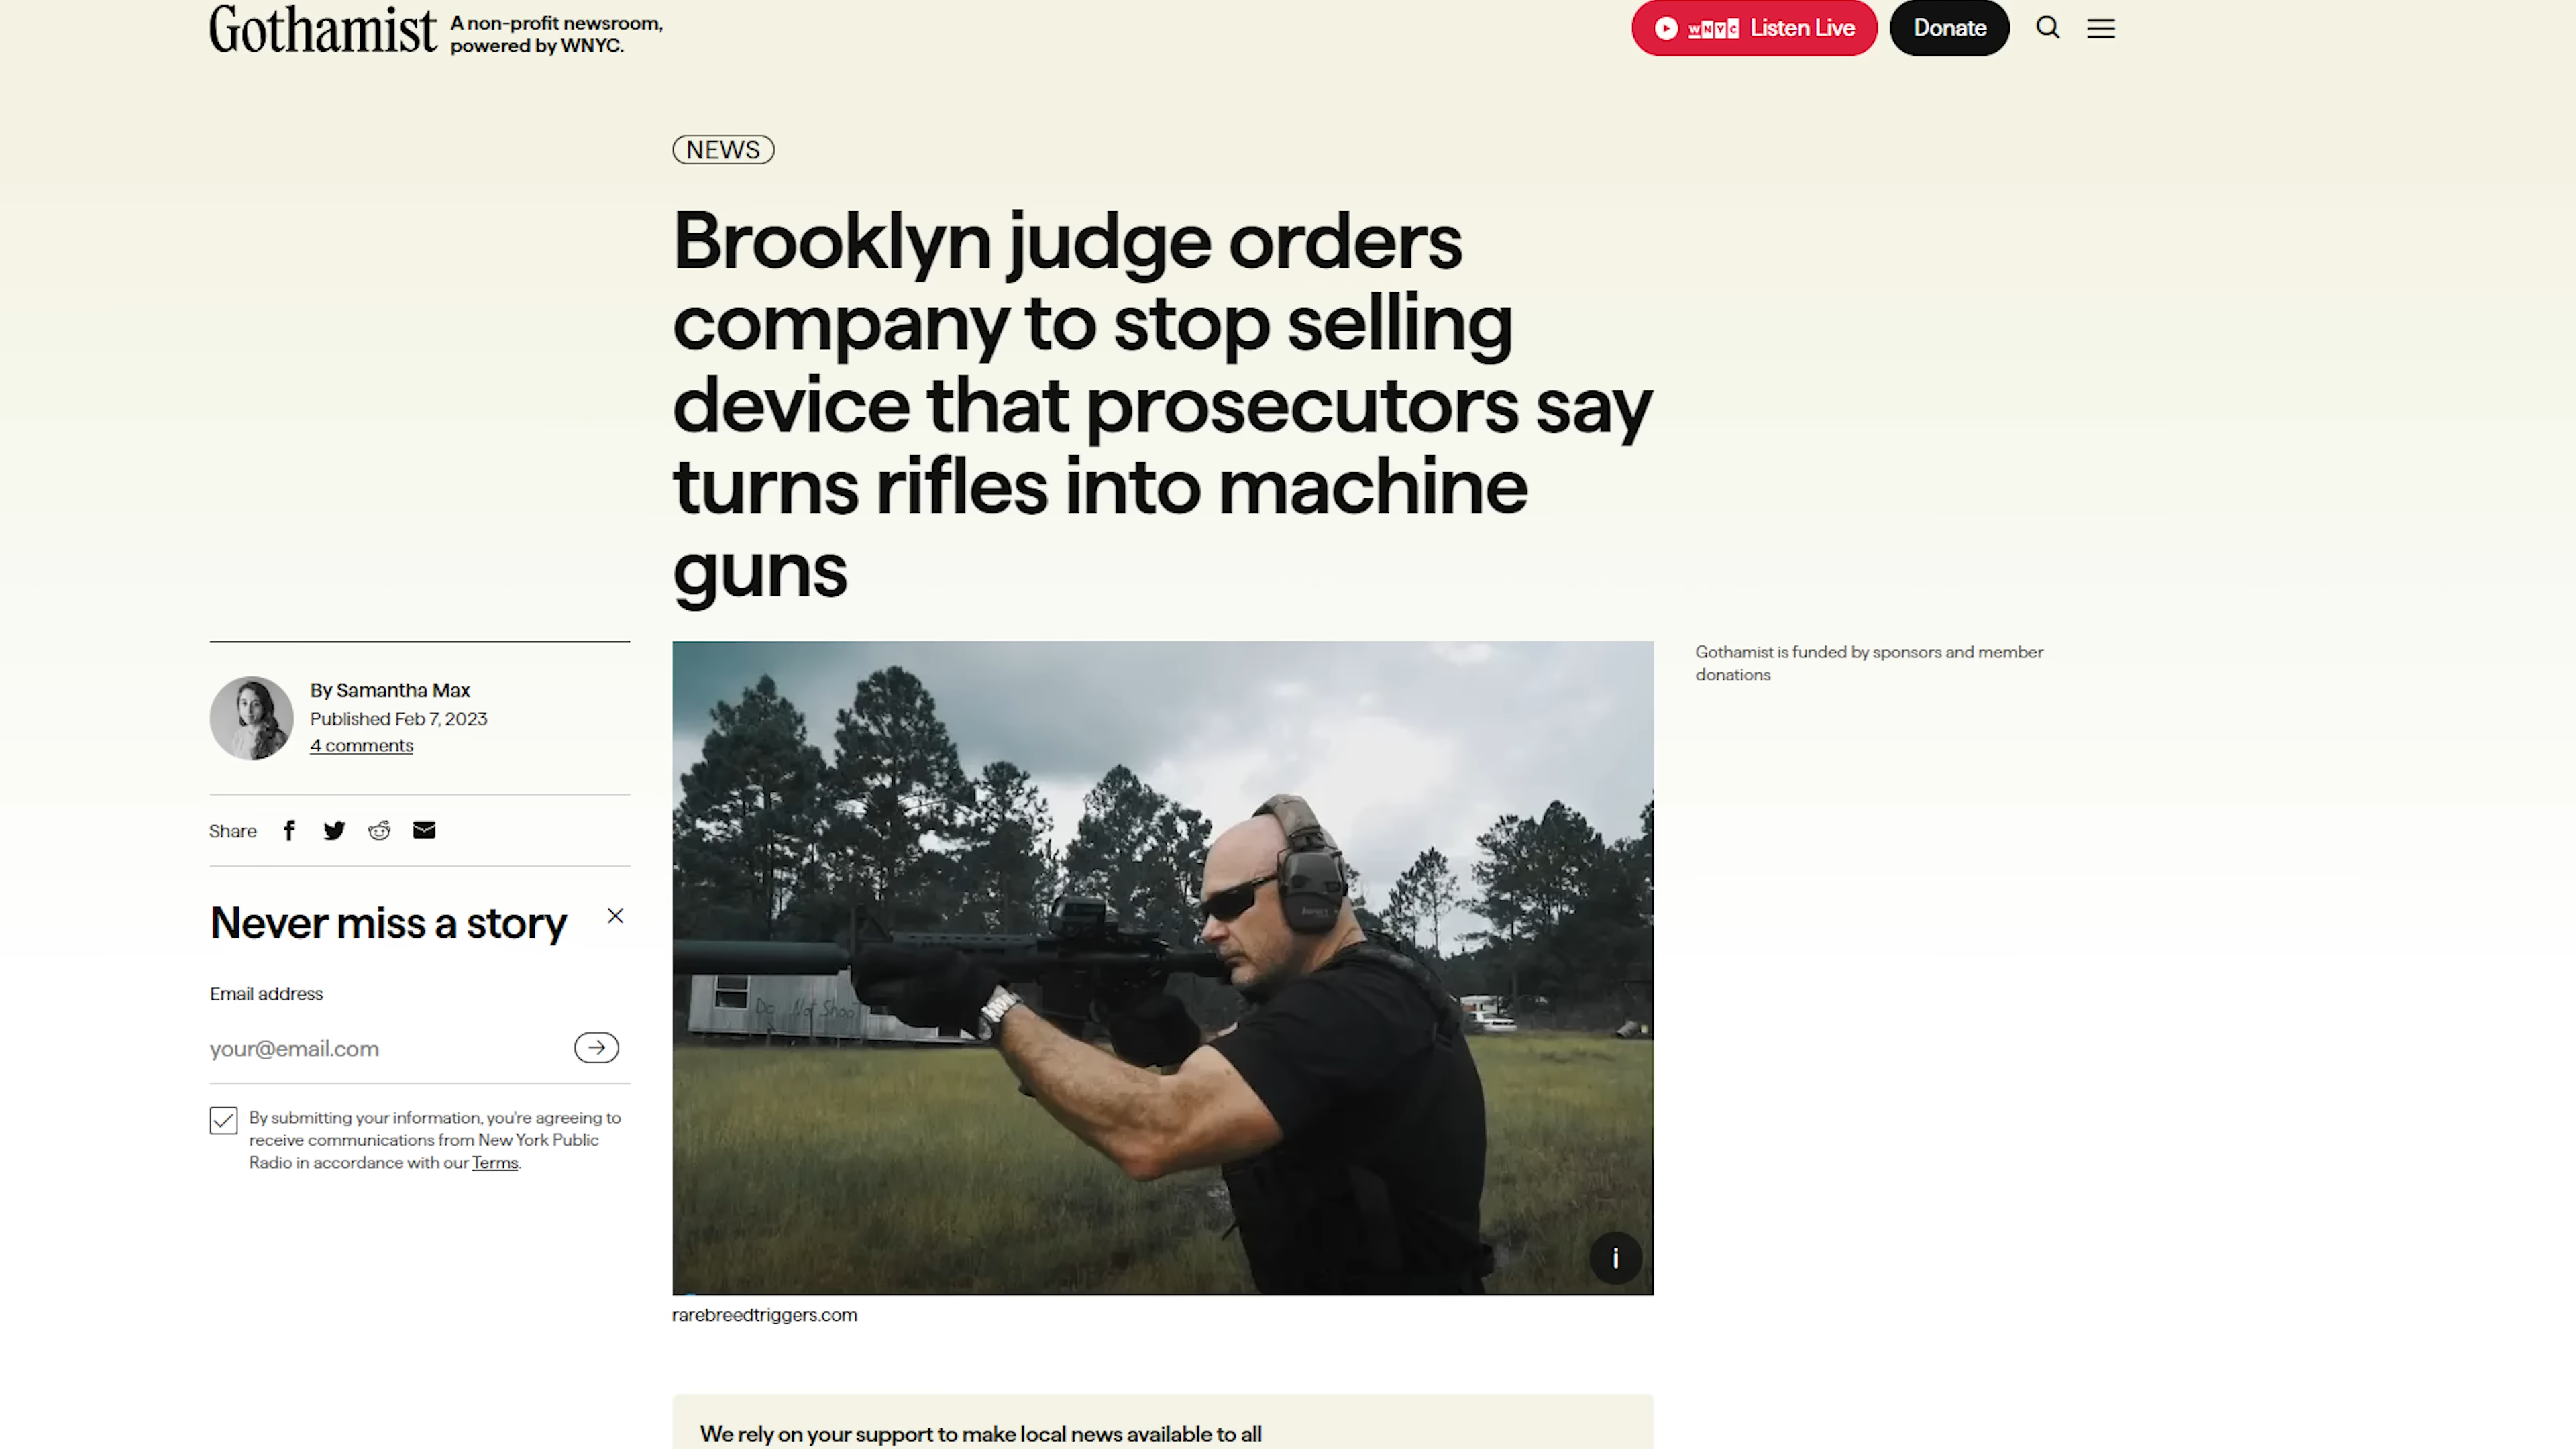 Gothamist
A non-profit newsroom,
powered by WNYC.
WNYC Listen Live
Donate
NEWS
Brooklyn judge orders
company to stop selling
device that prosecutors say
turns rifles into machine
guns
By Samantha Max
Published Feb 7, 2023
4 comments
Share
Never miss a story
Email address
your@email.com
By submitting your information, you're agreeing to
receive communications from New York Public
Radio in accordance with our Terms.
Do Not Shoot
i
rarebreedtriggers.com
Gothamist is funded by sponsors and member
donations
We rely on your support to make local news available to all